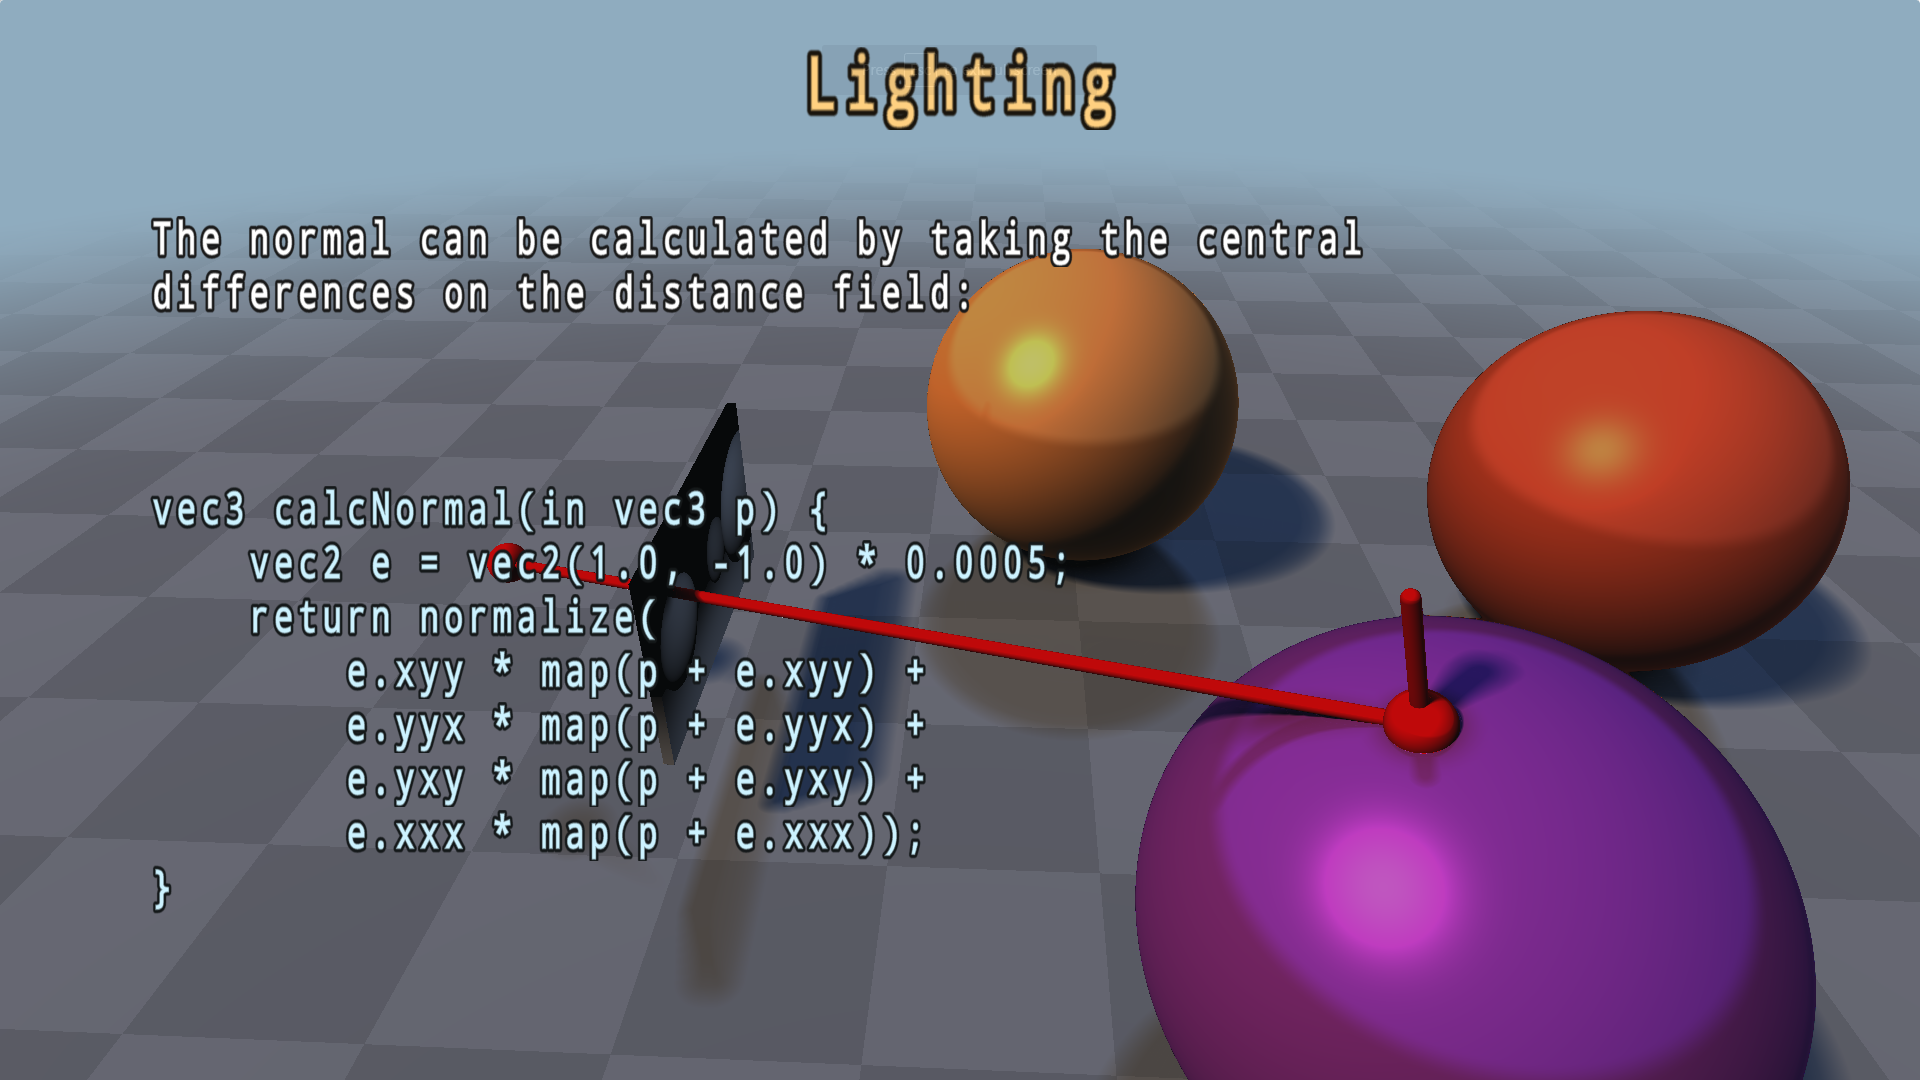 Lighting
The normal can be calculated by taking the central
differences on the distance field:
vec3 calcNormal(in vec3 p) {
    vec2 e = vec2(1.0, -1.0) * 0.0005;
    return normalize(
        e.xyy * map(p + e.xyy) +
        e.yyx * map(p + e.yyx) +
        e.yxy * map(p + e.yxy) +
        e.xxx * map(p + e.xxx));
}